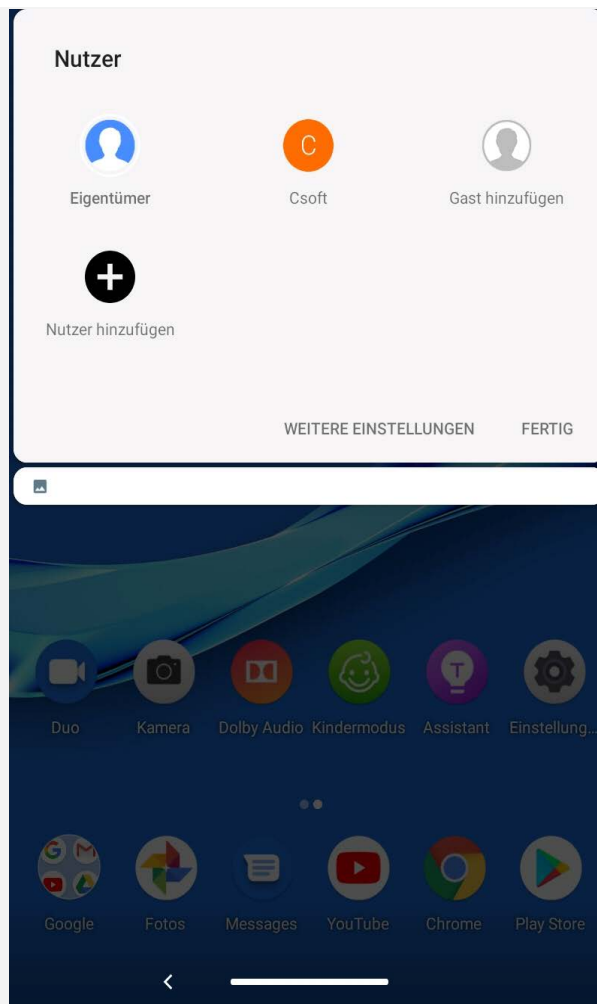 Nutzer
Eigentümer
C
Csoft
Gast hinzufügen
Nutzer hinzufügen
WEITERE EINSTELLUNGEN
FERTIG
Duo
Kamera
Dolby Audio
Kindermodus
T
Assistant
Einstellung...
Google
Fotos
Messages
YouTube
Chrome
Play Store